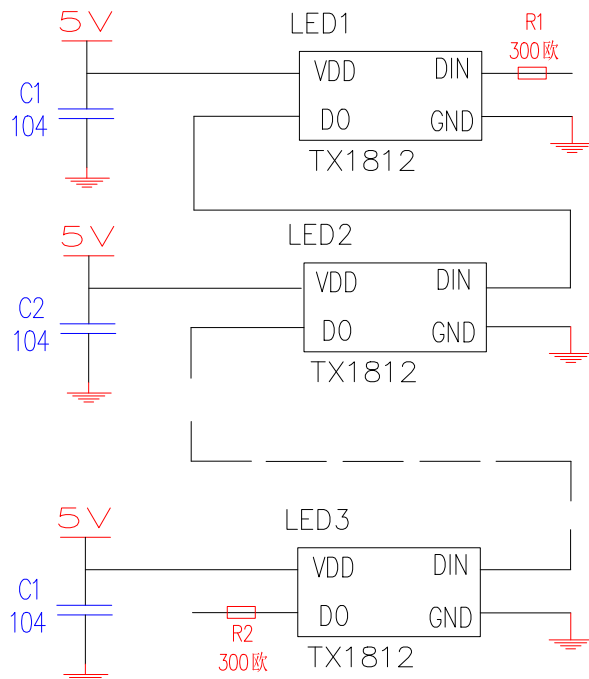 5V
LED1
R1
300欧
VDD
DIN
C1
104
DO
GND
TX1812
5V
LED2
VDD
DIN
C2
104
DO
GND
TX1812
5V
LED3
VDD
DIN
C1
104
DO
GND
R2
300欧
TX1812